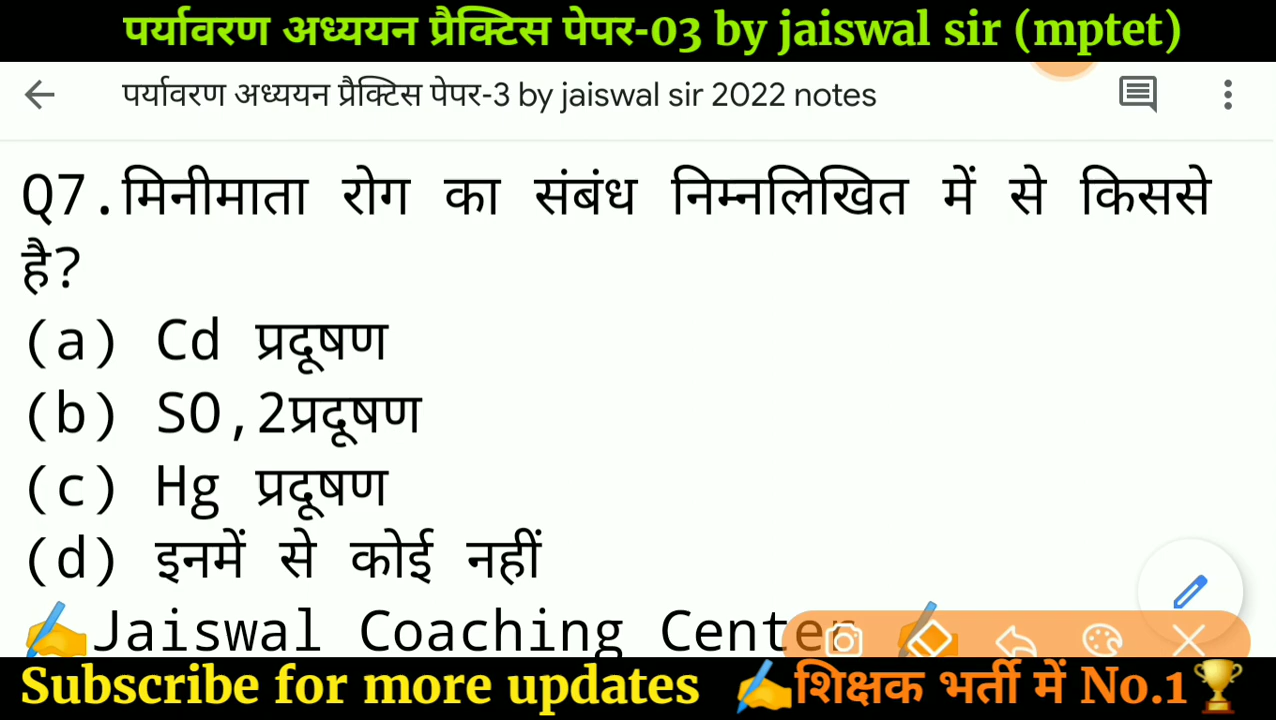 पर्यावरण अध्ययन प्रैक्टिस पेपर-03 by jaiswal sir (mptet)
पर्यावरण अध्ययन प्रैक्टिस पेपर-3 by jaiswal sir 2022 notes
Q7.मिनीमाता रोग का संबंध निम्नलिखित में से किससे
है?
(a) Cd प्रदूषण
(b) SO,2प्रदूषण
(c) Hg प्रदूषण
(d) इनमें से कोई नहीं
✍️Jaiswal Coaching Center ✍️
Subscribe for more updates ✍️शिक्षक भर्ती में No.1🏆